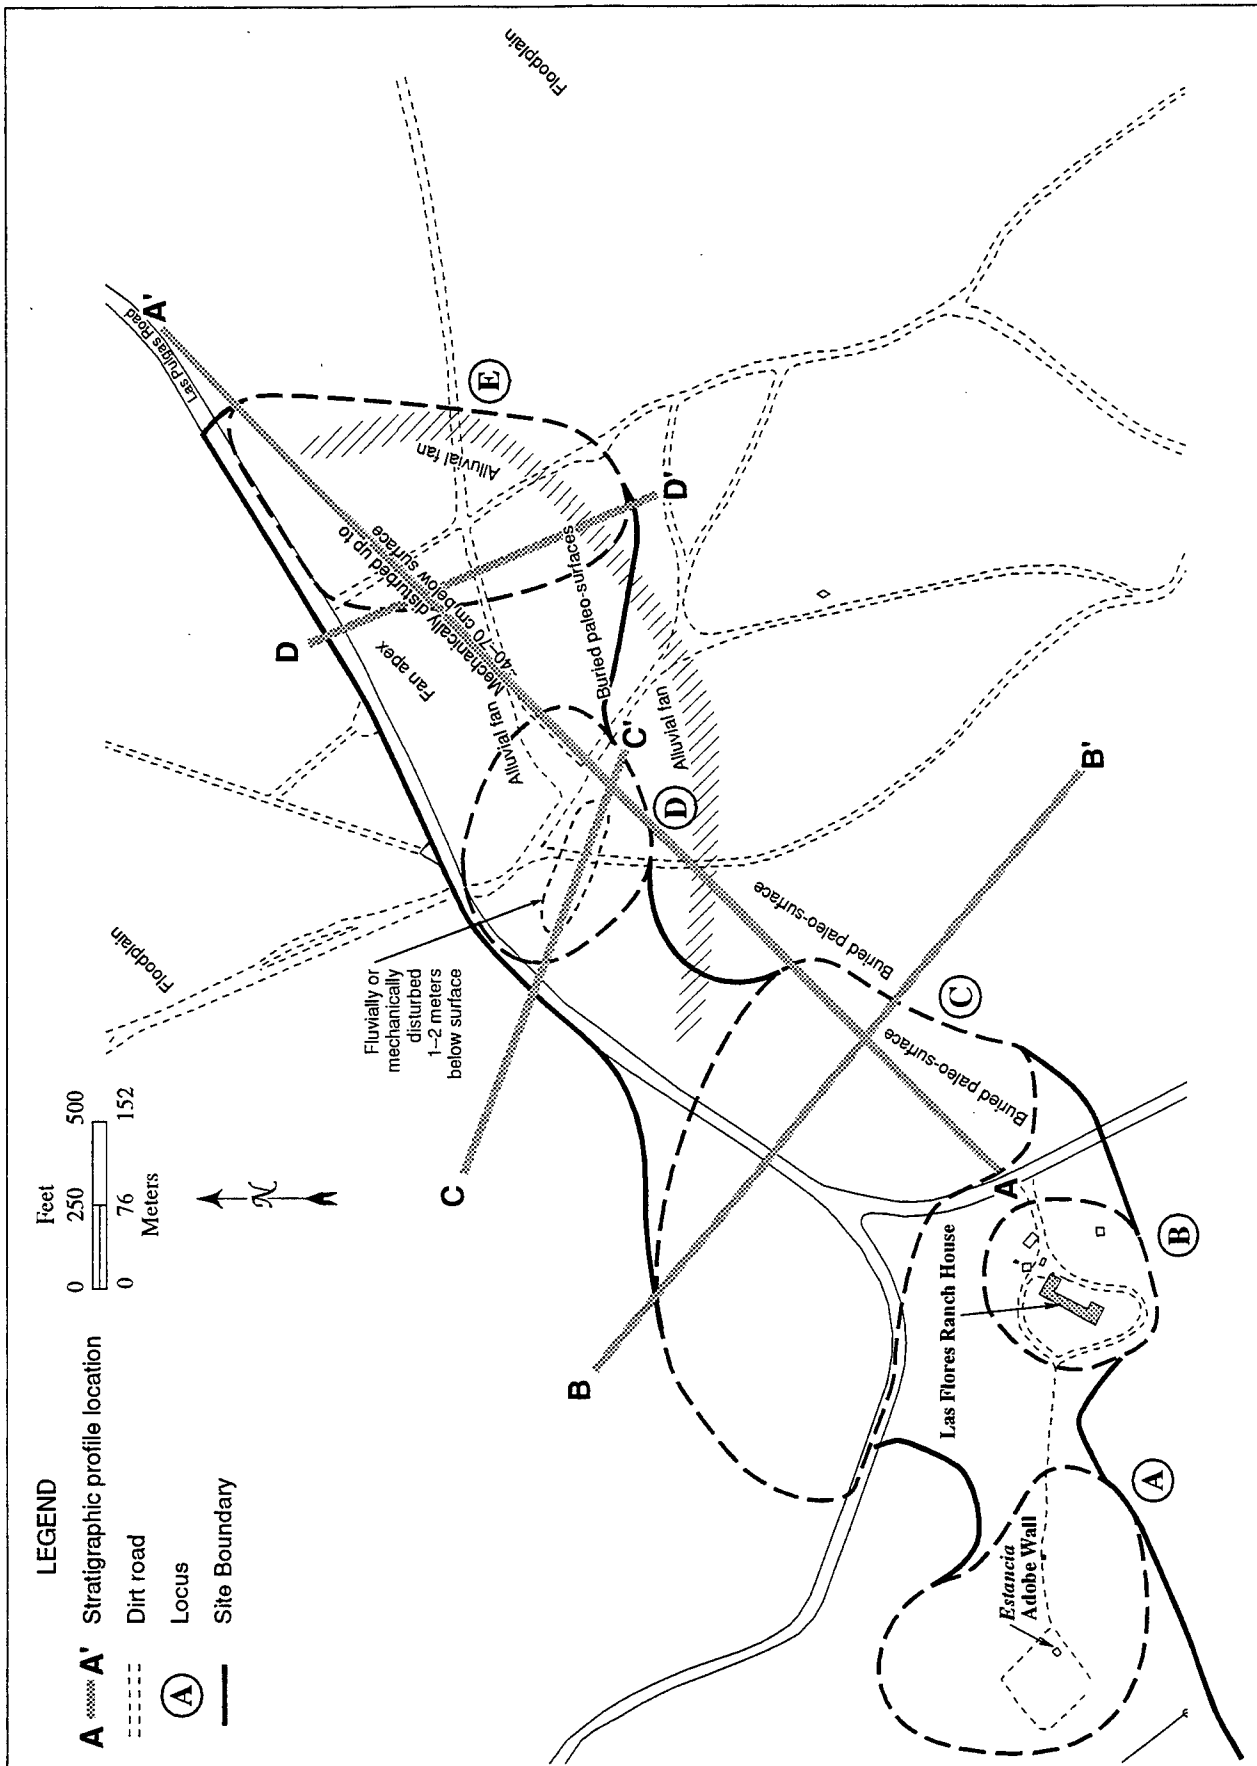 LEGEND
A A' Stratigraphic profile location
Dirt road
A Locus
Site Boundary
Feet
0 250 500
0 76 152
Meters
N
Floodplain
Floodplain
Las Pulgas Road
A'
E
Alluvial fan
D'
D
Mechanically disturbed up to
40–70 cm below surface
Fan apex
Buried paleo-surfaces
Alluvial fan
C'
Alluvial fan
D
Fluvially or
mechanically
disturbed
1–2 meters
below surface
C
B'
Buried paleo-surface
C
Buried paleo-surface
B
A
Las Flores Ranch House
B
Estancia
Adobe Wall
A